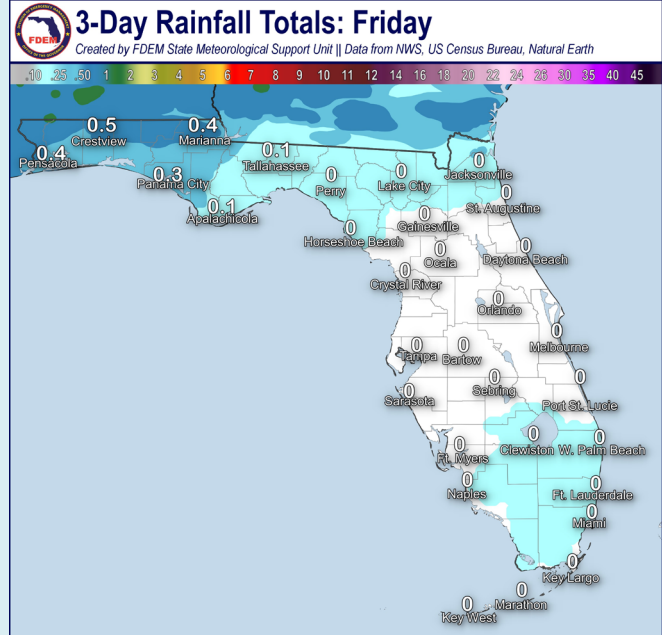 3-Day Rainfall Totals: Friday
FDEM
Created by FDEM State Meteorological Support Unit || Data from NWS, US Census Bureau, Natural Earth
.10 .25 .50 1 2 3 4 5 6 7 8 9 10 11 12 14 16 18 20 22 24 26 30 35 40 45
0.5
Crestview
0.4
Marianna
0.4
Pensacola
0.3
Panama City
0.1
Tallahassee
0.1
Apalachicola
0
Perry
0
Lake City
0
Jacksonville
0
St. Augustine
0
Gainesville
0
Horseshoe Beach
0
Ocala
0
Daytona Beach
0
Crystal River
0
Orlando
0
Melbourne
0
Tampa
0
Bartow
0
Sebring
0
Port St. Lucie
0
Sarasota
0
Ft. Myers
0
Clewiston
0
W. Palm Beach
0
Naples
0
Ft. Lauderdale
0
Miami
0
Key Largo
0
Marathon
0
Key West